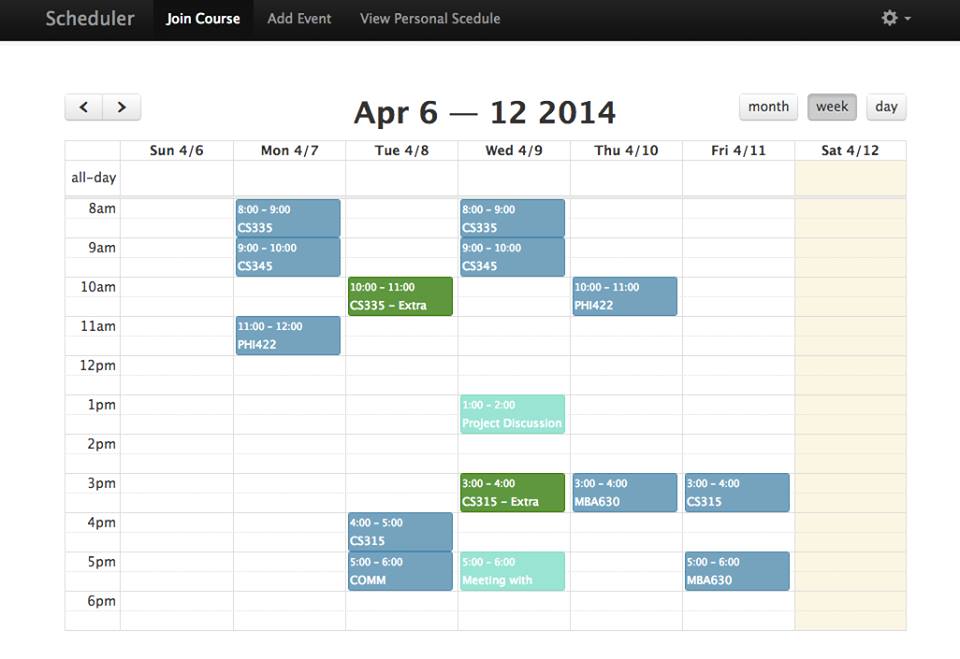 Scheduler Join Course Add Event View Personal Scedule
Apr 6 — 12 2014
month week day
Sun 4/6 Mon 4/7 Tue 4/8 Wed 4/9 Thu 4/10 Fri 4/11 Sat 4/12
all-day
8am
8:00 – 9:00
CS335
8:00 – 9:00
CS335
9am
9:00 – 10:00
CS345
9:00 – 10:00
CS345
10am
10:00 – 11:00
CS335 – Extra
10:00 – 11:00
PHI422
11am
11:00 – 12:00
PHI422
12pm
1pm
1:00 – 2:00
Project Discussion
2pm
3pm
3:00 – 4:00
CS315 – Extra
3:00 – 4:00
MBA630
3:00 – 4:00
CS315
4pm
4:00 – 5:00
CS315
5pm
5:00 – 6:00
COMM
5:00 – 6:00
Meeting with
5:00 – 6:00
MBA630
6pm